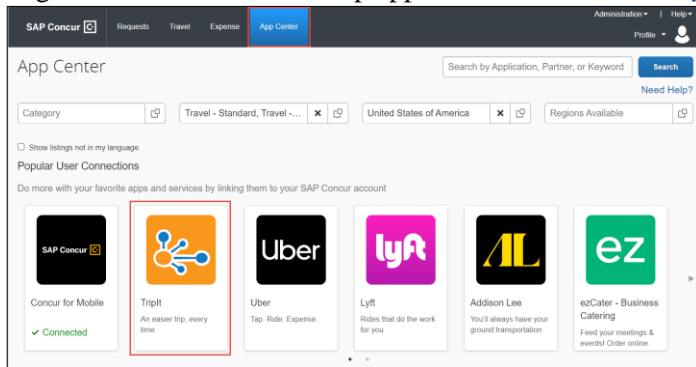 Administration | Help
SAP Concur C Requests Travel Expense App Center
Profile
App Center
Search by Application, Partner, or Keyword Search
Need Help?
Category Travel - Standard, Travel -... × United States of America × Regions Available
Show listings not in my language
Popular User Connections
Do more with your favorite apps and services by linking them to your SAP Concur account
SAP Concur C Uber lyft AL ez
Concur for Mobile TripIt Uber Lyft Addison Lee ezCater - Business
Catering
An easier trip, every Tap. Ride. Expense. Rides that do the work You'll always have your
time for you ground transportation
Connected Feed your meetings &
events! Order online.